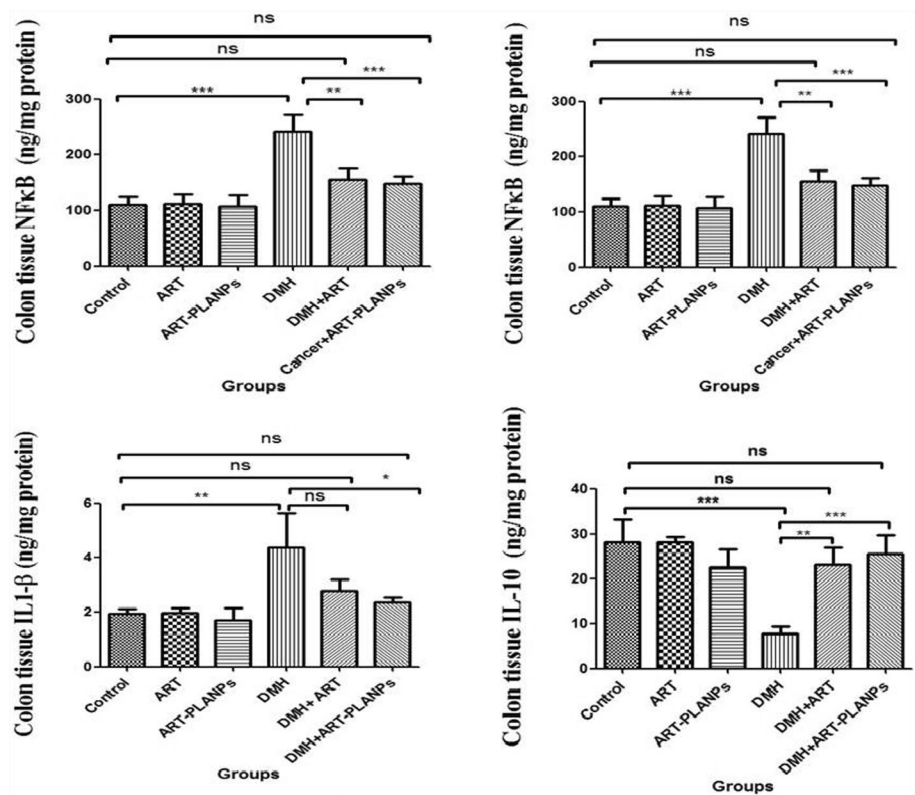 ns
ns
***
***
**
Colon tissue NFκB (ng/mg protein)
300
200
100
0
Control
ART
ART-PLANPs
DMH
DMH+ART
Cancer+ART-PLANPs
Groups
ns
ns
***
***
**
Colon tissue NFκB (ng/mg protein)
300
200
100
0
Control
ART
ART-PLANPs
DMH
DMH+ART
Cancer+ART-PLANPs
Groups
ns
ns
*
**
ns
Colon tissue IL1-β (ng/mg protein)
6
4
2
0
Control
ART
ART-PLANPs
DMH
DMH+ART
DMH+ART-PLANPs
Groups
ns
ns
***
***
**
Colon tissue IL-10 (ng/mg protein)
40
30
20
10
0
Control
ART
ART-PLANPs
DMH
DMH+ART
DMH+ART-PLANPs
Groups